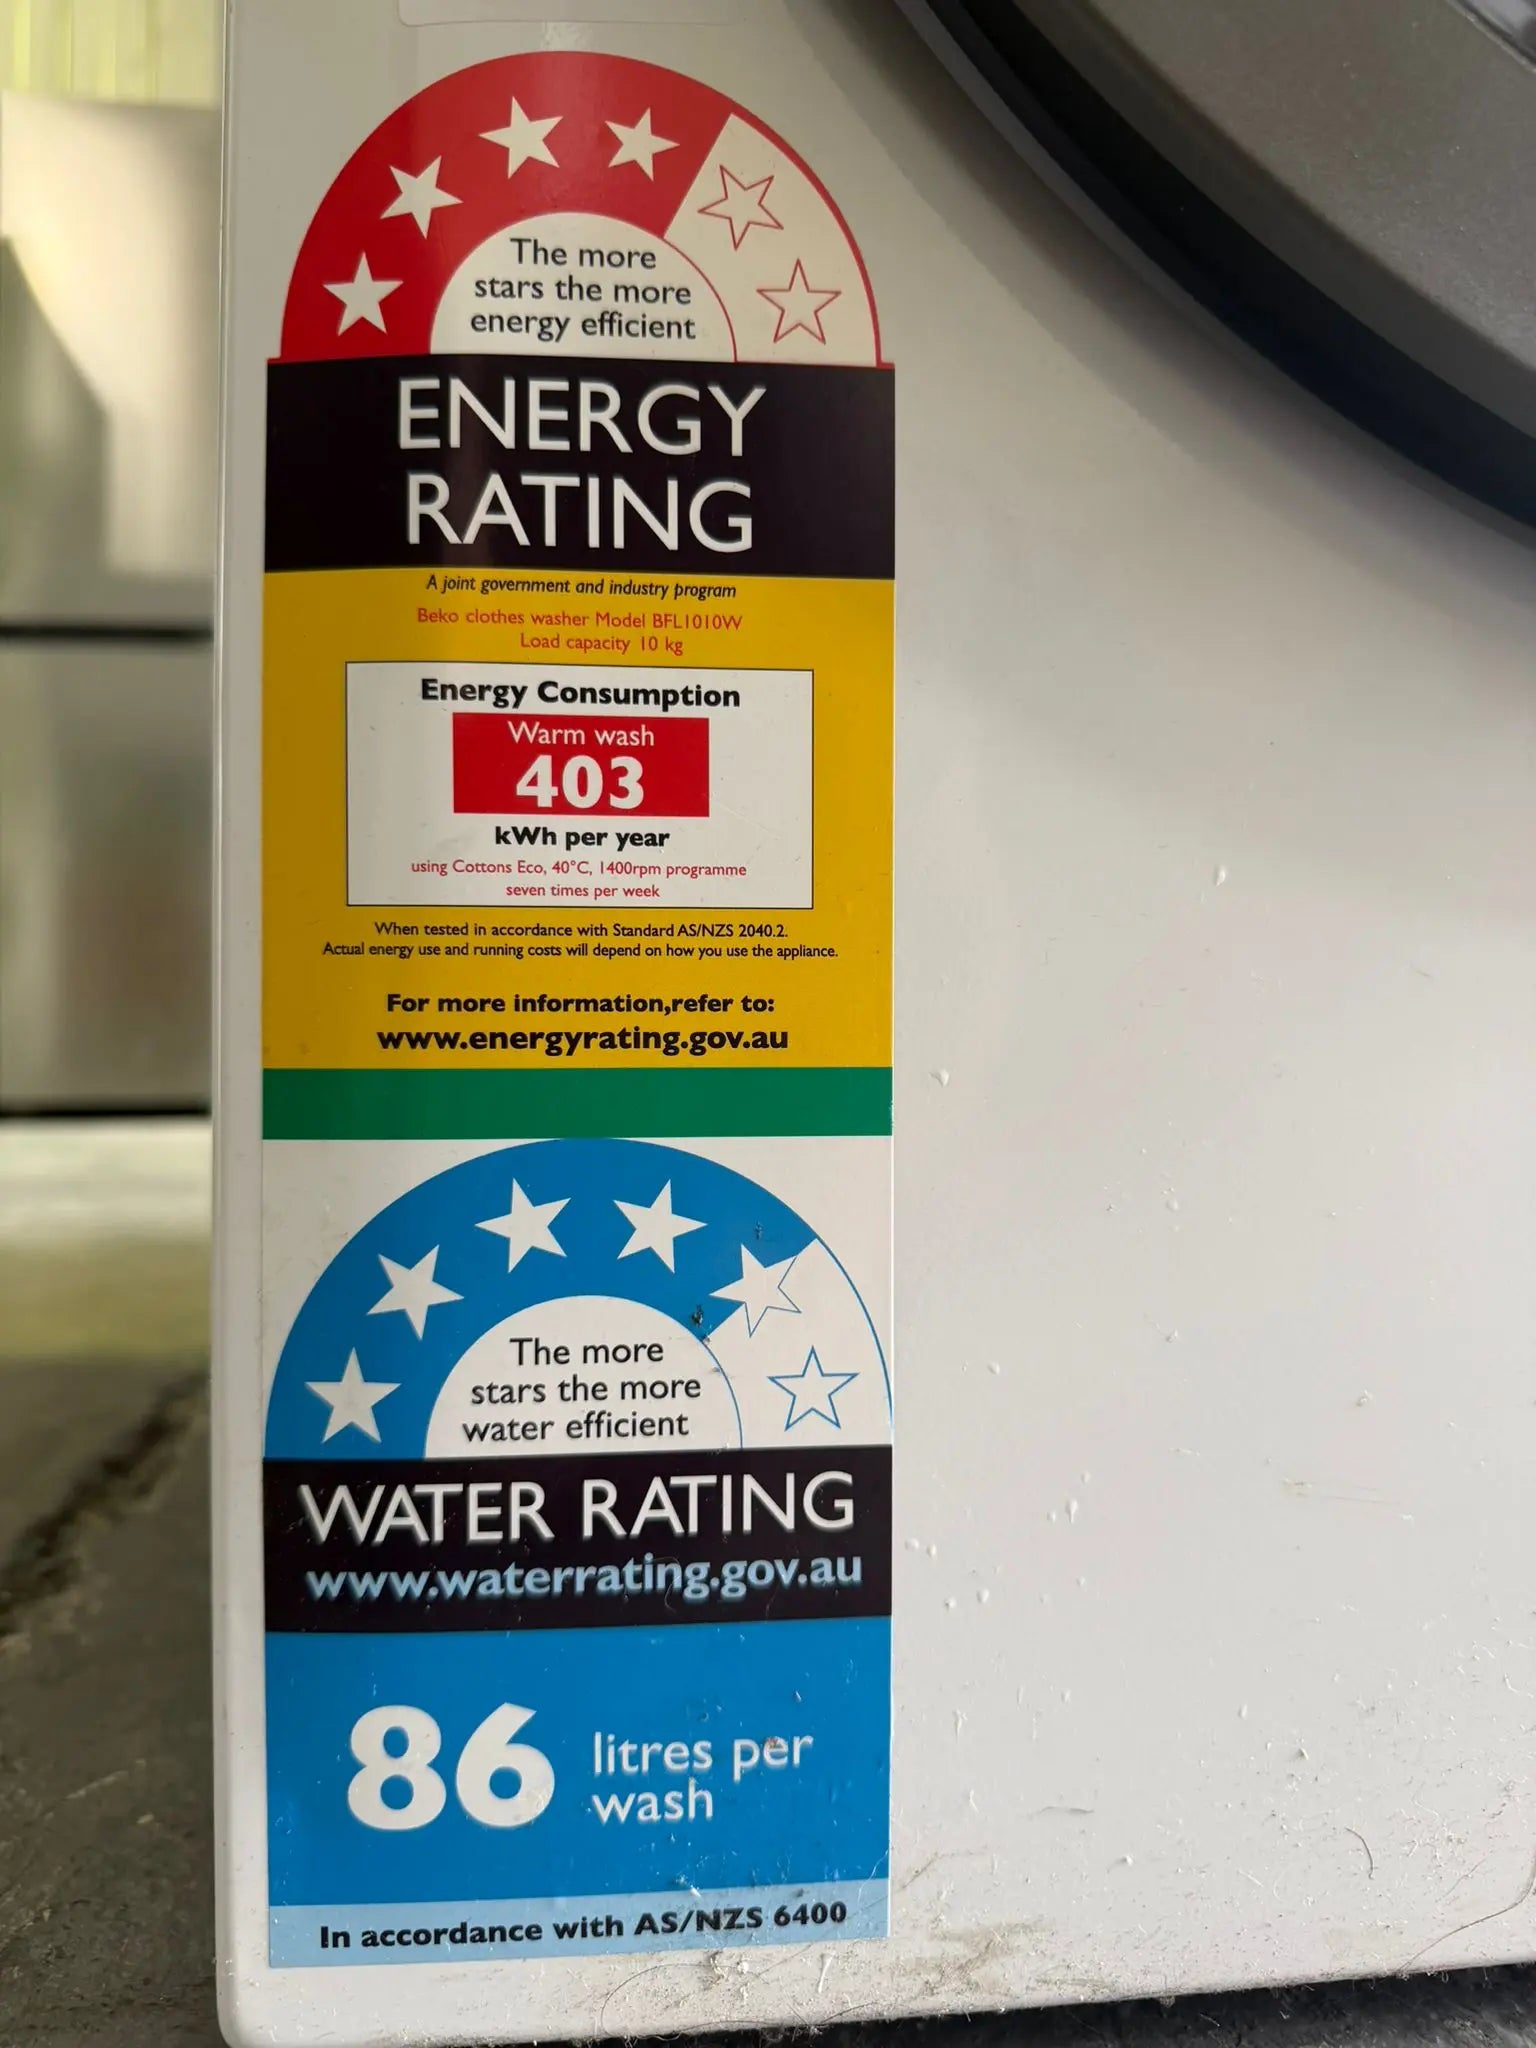 The more
stars the more
energy efficient
ENERGY
RATING
A joint government and industry program
Beko clothes washer Model BFL1010W
Load capacity 10 kg
Energy Consumption
Warm wash
403
kWh per year
using Cottons Eco, 40°C, 1400rpm programme
seven times per week
When tested in accordance with Standard AS/NZS 2040.2.
Actual energy use and running costs will depend on how you use the appliance.
For more information,refer to:
www.energyrating.gov.au
The more
stars the more
water efficient
WATER RATING
www.waterrating.gov.au
86 litres per
wash
In accordance with AS/NZS 6400